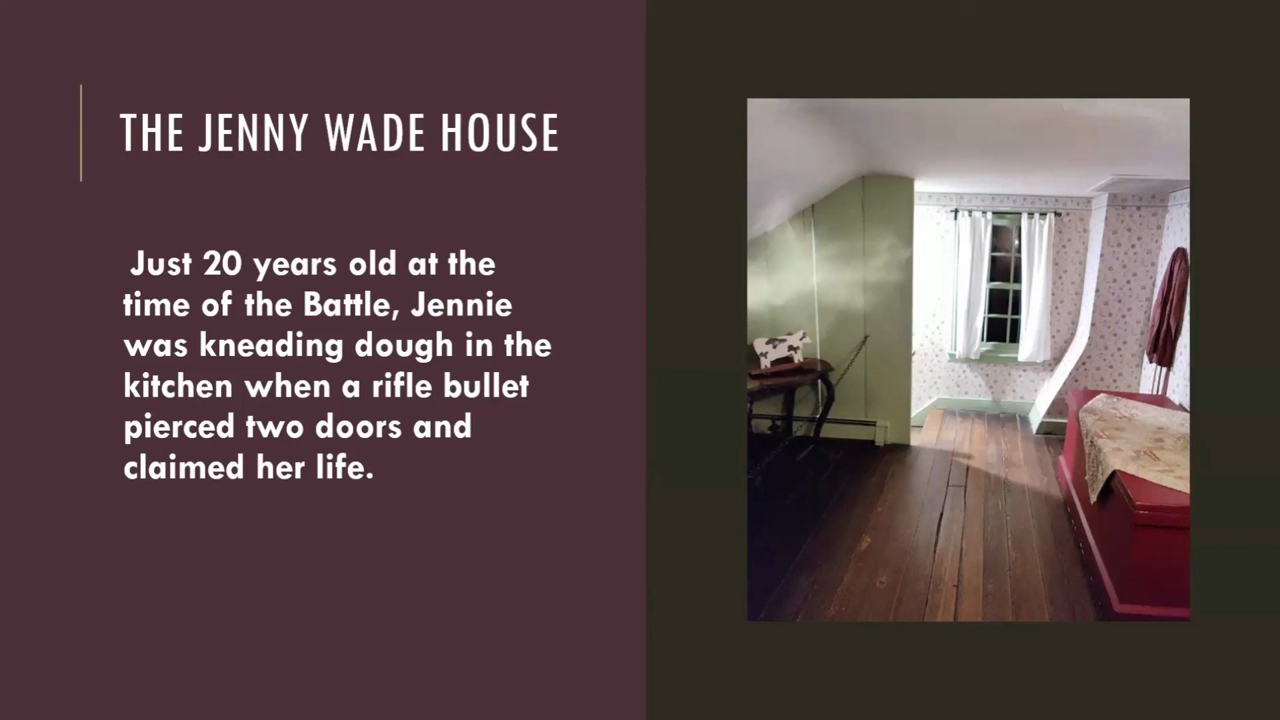 THE JENNY WADE HOUSE
Just 20 years old at the
time of the Battle, Jennie
was kneading dough in the
kitchen when a rifle bullet
pierced two doors and
claimed her life.